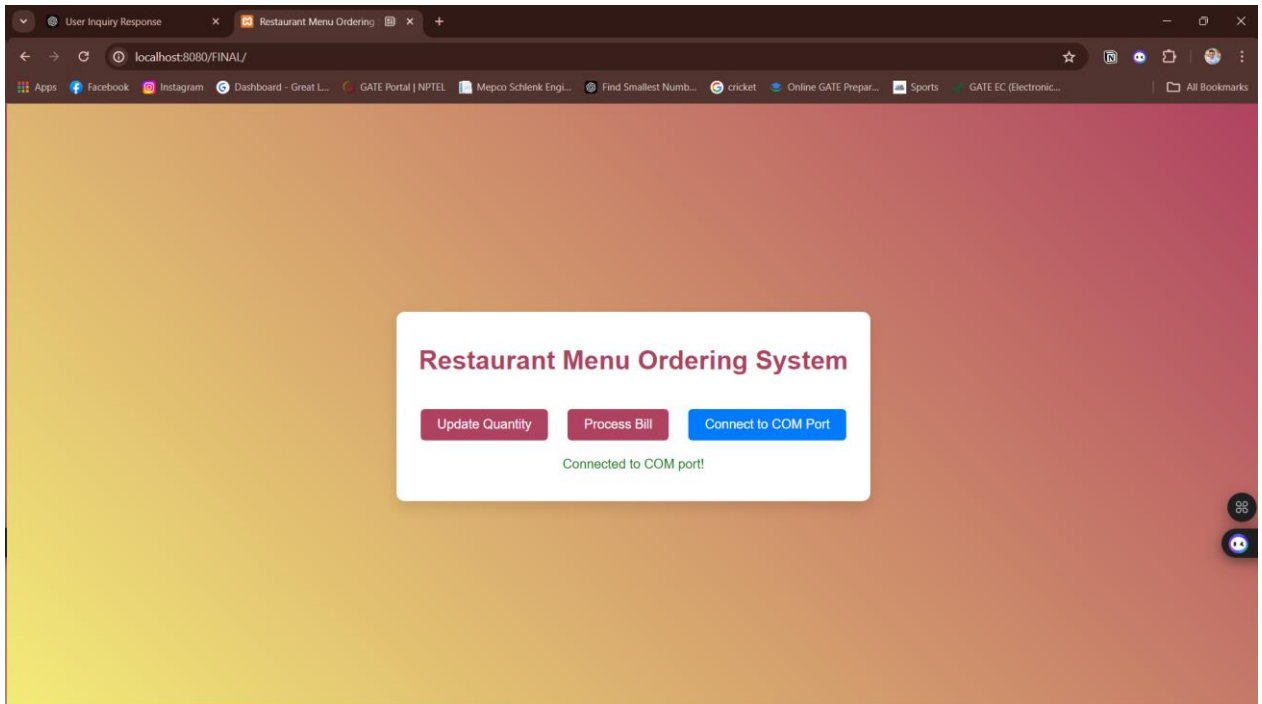 User Inquiry Response
Restaurant Menu Ordering
localhost:8080/FINAL/
Apps Facebook Instagram Dashboard - Great L... GATE Portal | NPTEL Mepco Schlenk Engi... Find Smallest Numb... cricket Online GATE Prepar... Sports GATE EC (Electronic... All Bookmarks
Restaurant Menu Ordering System
Update Quantity Process Bill Connect to COM Port
Connected to COM port!